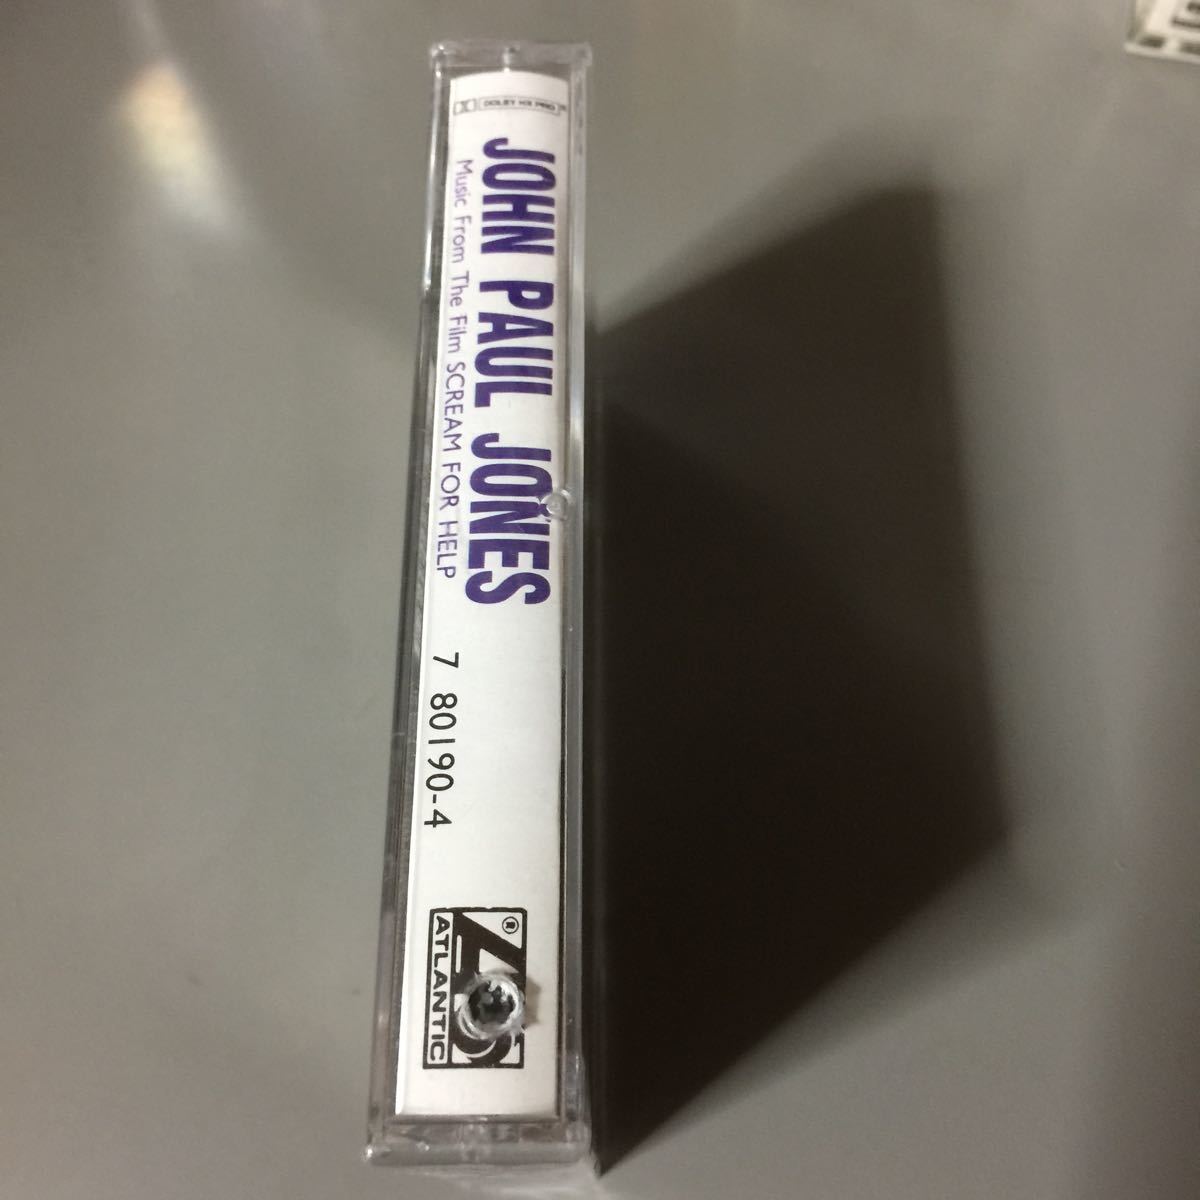 DOLBY HX PRO
JOHN PAUL JONES
Music From The Film SCREAM FOR HELP
7 80190-4
®
ATLANTIC